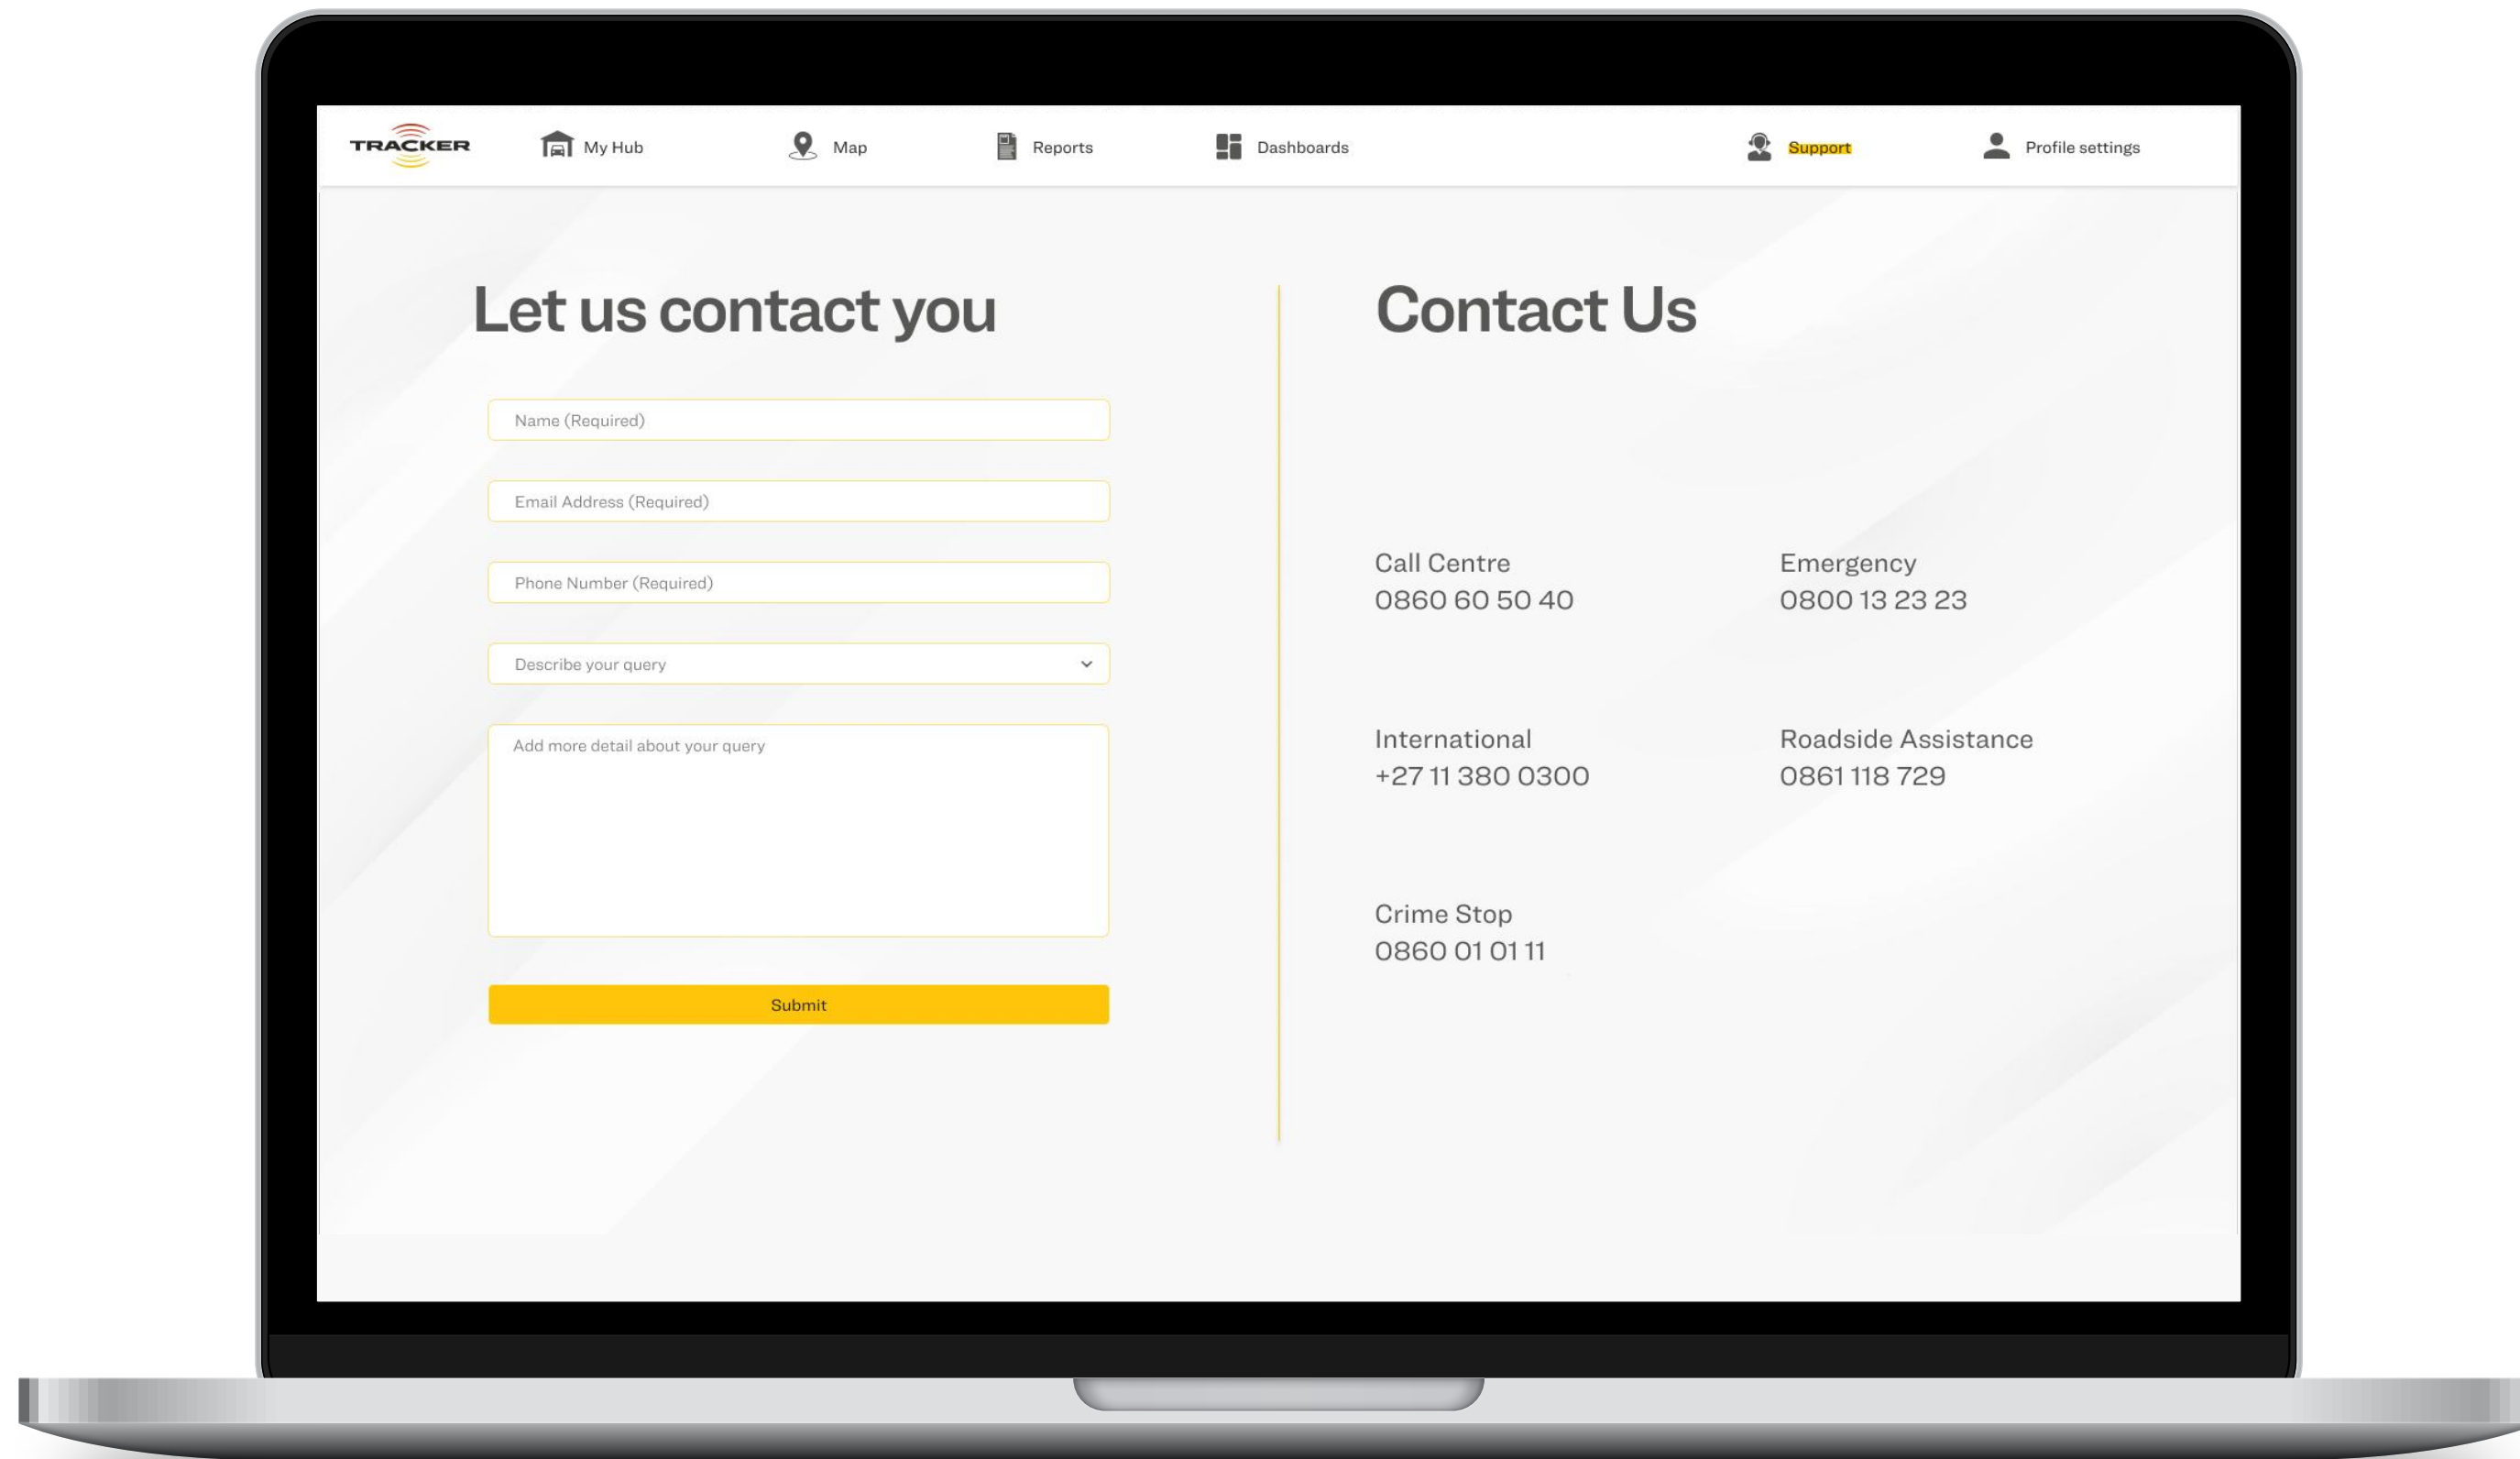 TRACKER
My Hub
Map
Reports
Dashboards
Support
Profile settings
Let us contact you
Name (Required)
Email Address (Required)
Phone Number (Required)
Describe your query
Add more detail about your query
Submit
Contact Us
Call Centre
0860 60 50 40
Emergency
0800 13 23 23
International
+27 11 380 0300
Roadside Assistance
0861 118 729
Crime Stop
0860 01 01 11